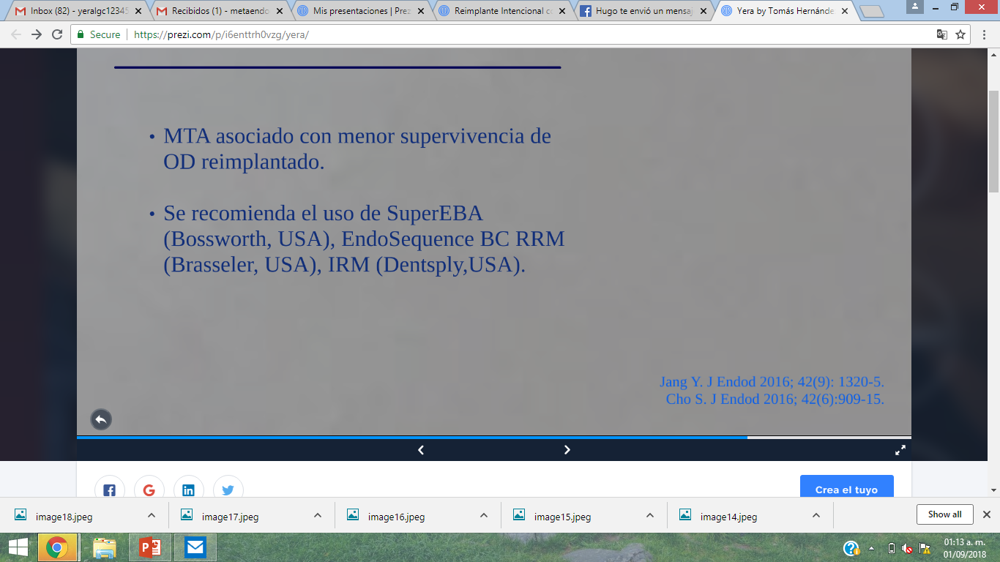 Inbox (82) - yeralgc12345
Recibidos (1) - metaendo
Mis presentaciones | Prez
Reimplante Intencional co
Hugo te envió un mensaj
Yera by Tomás Hernánde
Secure
https://prezi.com/p/i6enttrh0vzg/yera/
• MTA asociado con menor supervivencia de
OD reimplantado.
• Se recomienda el uso de SuperEBA
(Bossworth, USA), EndoSequence BC RRM
(Brasseler, USA), IRM (Dentsply,USA).
Jang Y. J Endod 2016; 42(9): 1320-5.
Cho S. J Endod 2016; 42(6):909-15.
Crea el tuyo
image18.jpeg
image17.jpeg
image16.jpeg
image15.jpeg
image14.jpeg
Show all
01:13 a. m.
01/09/2018